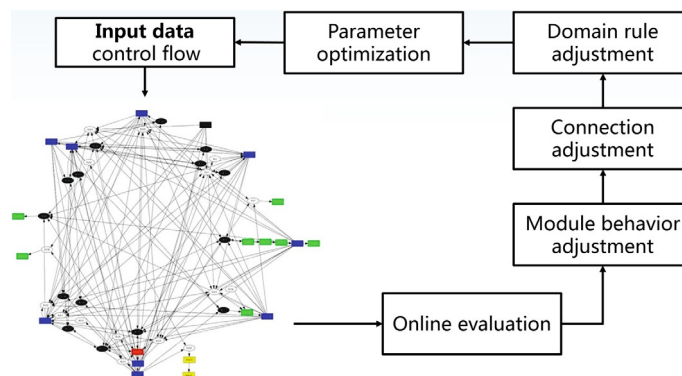 Input data
control flow
Parameter
optimization
Domain rule
adjustment
Connection
adjustment
Module behavior
adjustment
Online evaluation